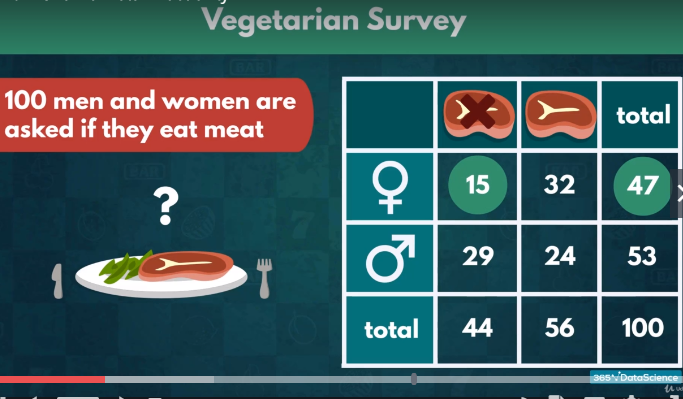 Vegetarian Survey
100 men and women are
asked if they eat meat
?
total
15 32 47
29 24 53
total 44 56 100
365√DataScience